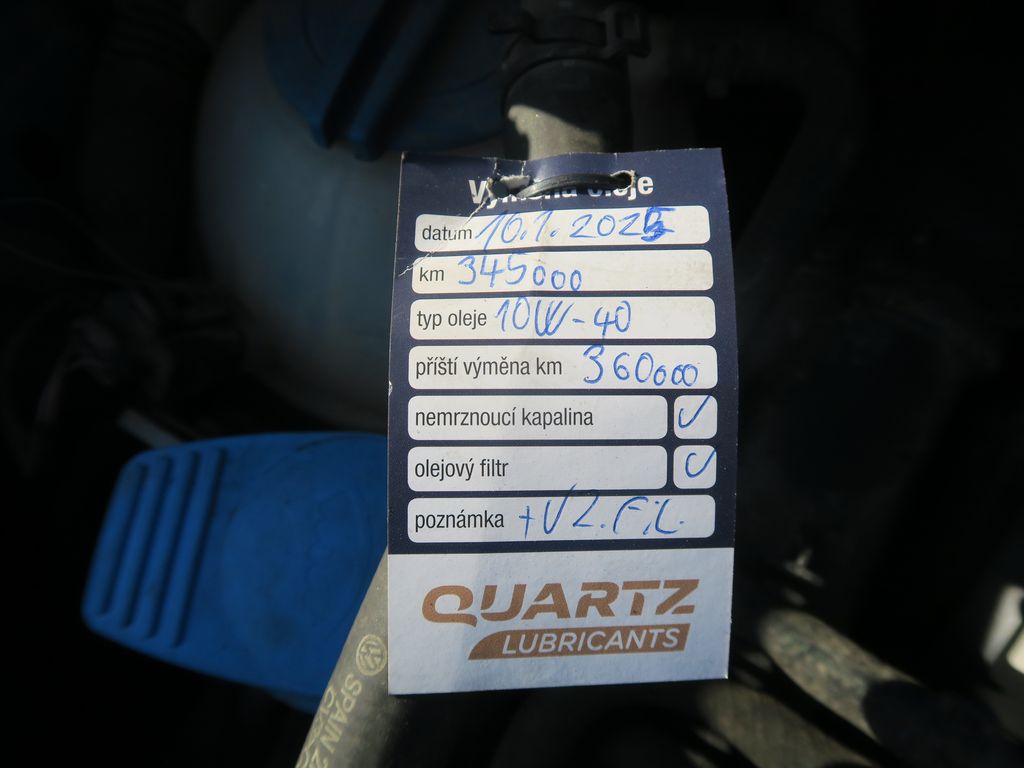 Výměna oleje
datum 10.1.2025
km 345000
typ oleje 10W-40
příští výměna km 360000
nemrznoucí kapalina ✓
olejový filtr ✓
poznámka +VZ.FiL.
QUARTZ
LUBRICANTS
SPAIN